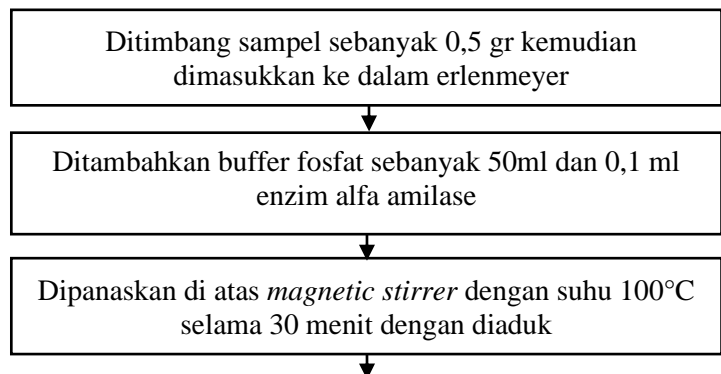 Ditimbang sampel sebanyak 0,5 gr kemudian
dimasukkan ke dalam erlenmeyer
Ditambahkan buffer fosfat sebanyak 50ml dan 0,1 ml
enzim alfa amilase
Dipanaskan di atas magnetic stirrer dengan suhu 100°C
selama 30 menit dengan diaduk